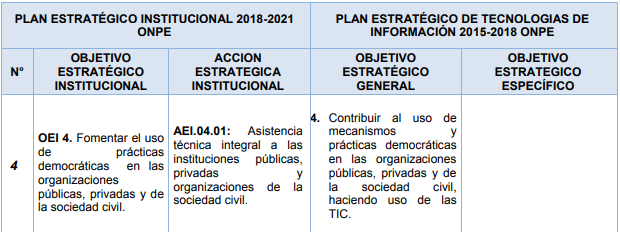 PLAN ESTRATÉGICO INSTITUCIONAL 2018-2021
ONPE
PLAN ESTRATÉGICO DE TECNOLOGIAS DE
INFORMACIÓN 2015-2018 ONPE
N°
OBJETIVO
ESTRATÉGICO
INSTITUCIONAL
ACCION
ESTRATEGICA
INSTITUCIONAL
OBJETIVO
ESTRATÉGICO
GENERAL
OBJETIVO
ESTRATEGICO
ESPECÍFICO
4
OEI 4. Fomentar el uso
de prácticas
democráticas en las
organizaciones
públicas, privadas y de
la sociedad civil.
AEI.04.01: Asistencia
técnica integral a las
instituciones públicas,
privadas y
organizaciones de la
sociedad civil.
4. Contribuir al uso de
mecanismos y
prácticas democráticas
en las organizaciones
públicas, privadas y de
la sociedad civil,
haciendo uso de las
TIC.